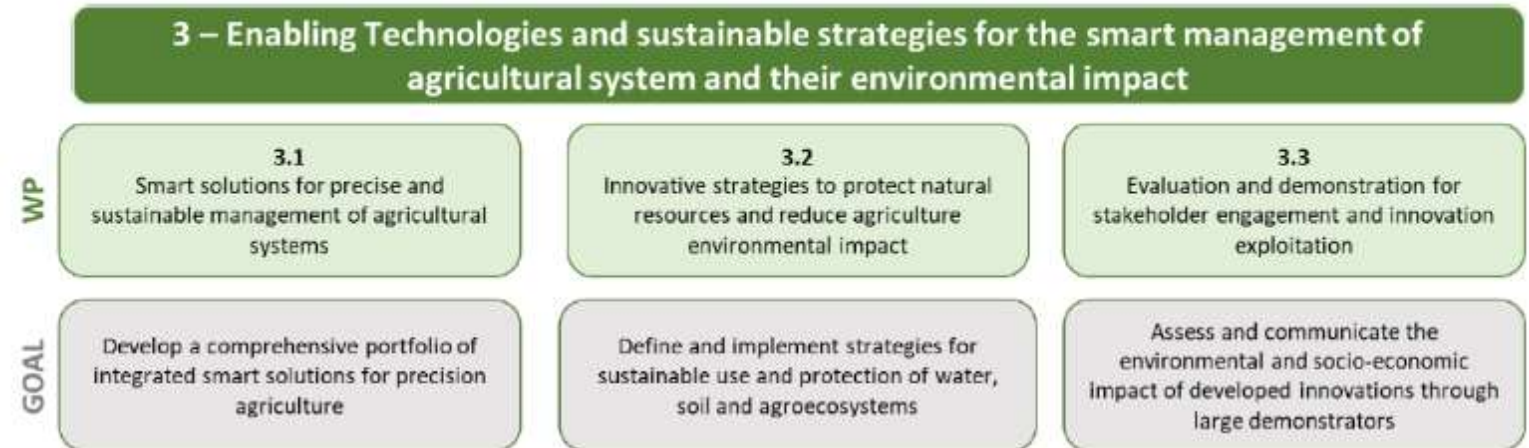 3 – Enabling Technologies and sustainable strategies for the smart management of
agricultural system and their environmental impact
WP
3.1
Smart solutions for precise and
sustainable management of agricultural
systems
3.2
Innovative strategies to protect natural
resources and reduce agriculture
environmental impact
3.3
Evaluation and demonstration for
stakeholder engagement and innovation
exploitation
GOAL
Develop a comprehensive portfolio of
integrated smart solutions for precision
agriculture
Define and implement strategies for
sustainable use and protection of water,
soil and agroecosystems
Assess and communicate the
environmental and socio-economic
impact of developed innovations through
large demonstrators